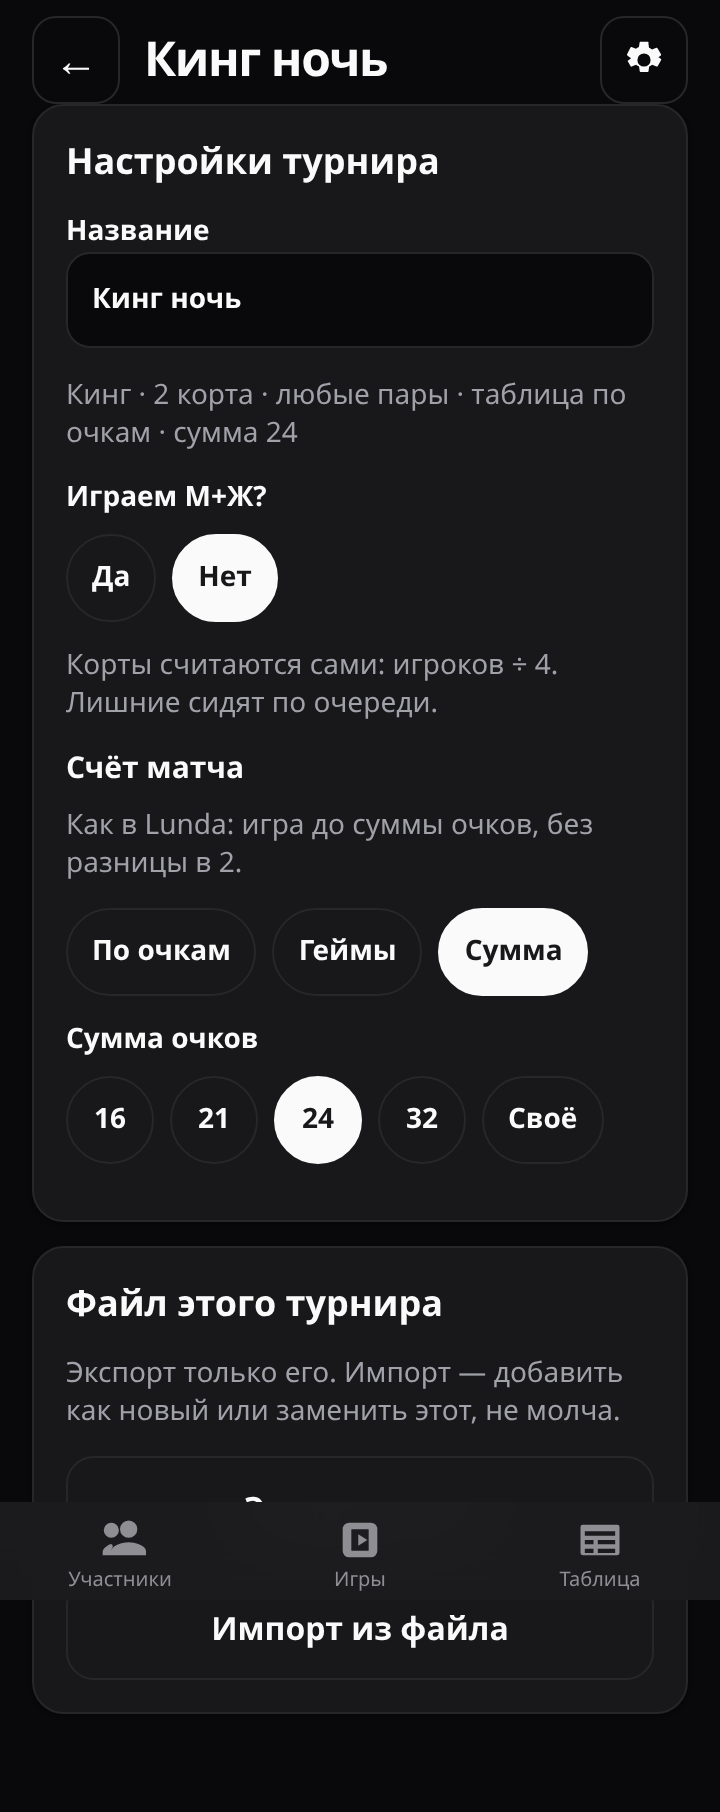 ←
Кинг ночь
Настройки турнира
Название
Кинг ночь
Кинг · 2 корта · любые пары · таблица по
очкам · сумма 24
Играем М+Ж?
Да
Нет
Корты считаются сами: игроков ÷ 4.
Лишние сидят по очереди.
Счёт матча
Как в Lunda: игра до суммы очков, без
разницы в 2.
По очкам
Геймы
Сумма
Сумма очков
16
21
24
32
Своё
Файл этого турнира
Экспорт только его. Импорт — добавить
как новый или заменить этот, не молча.
Участники
Игры
Таблица
Импорт из файла